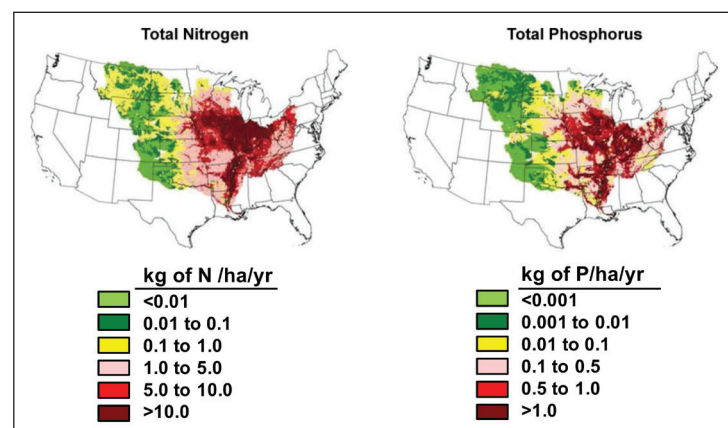 Total Nitrogen
Total Phosphorus
kg of N /ha/yr
<0.01
0.01 to 0.1
0.1 to 1.0
1.0 to 5.0
5.0 to 10.0
>10.0
kg of P/ha/yr
<0.001
0.001 to 0.01
0.01 to 0.1
0.1 to 0.5
0.5 to 1.0
>1.0